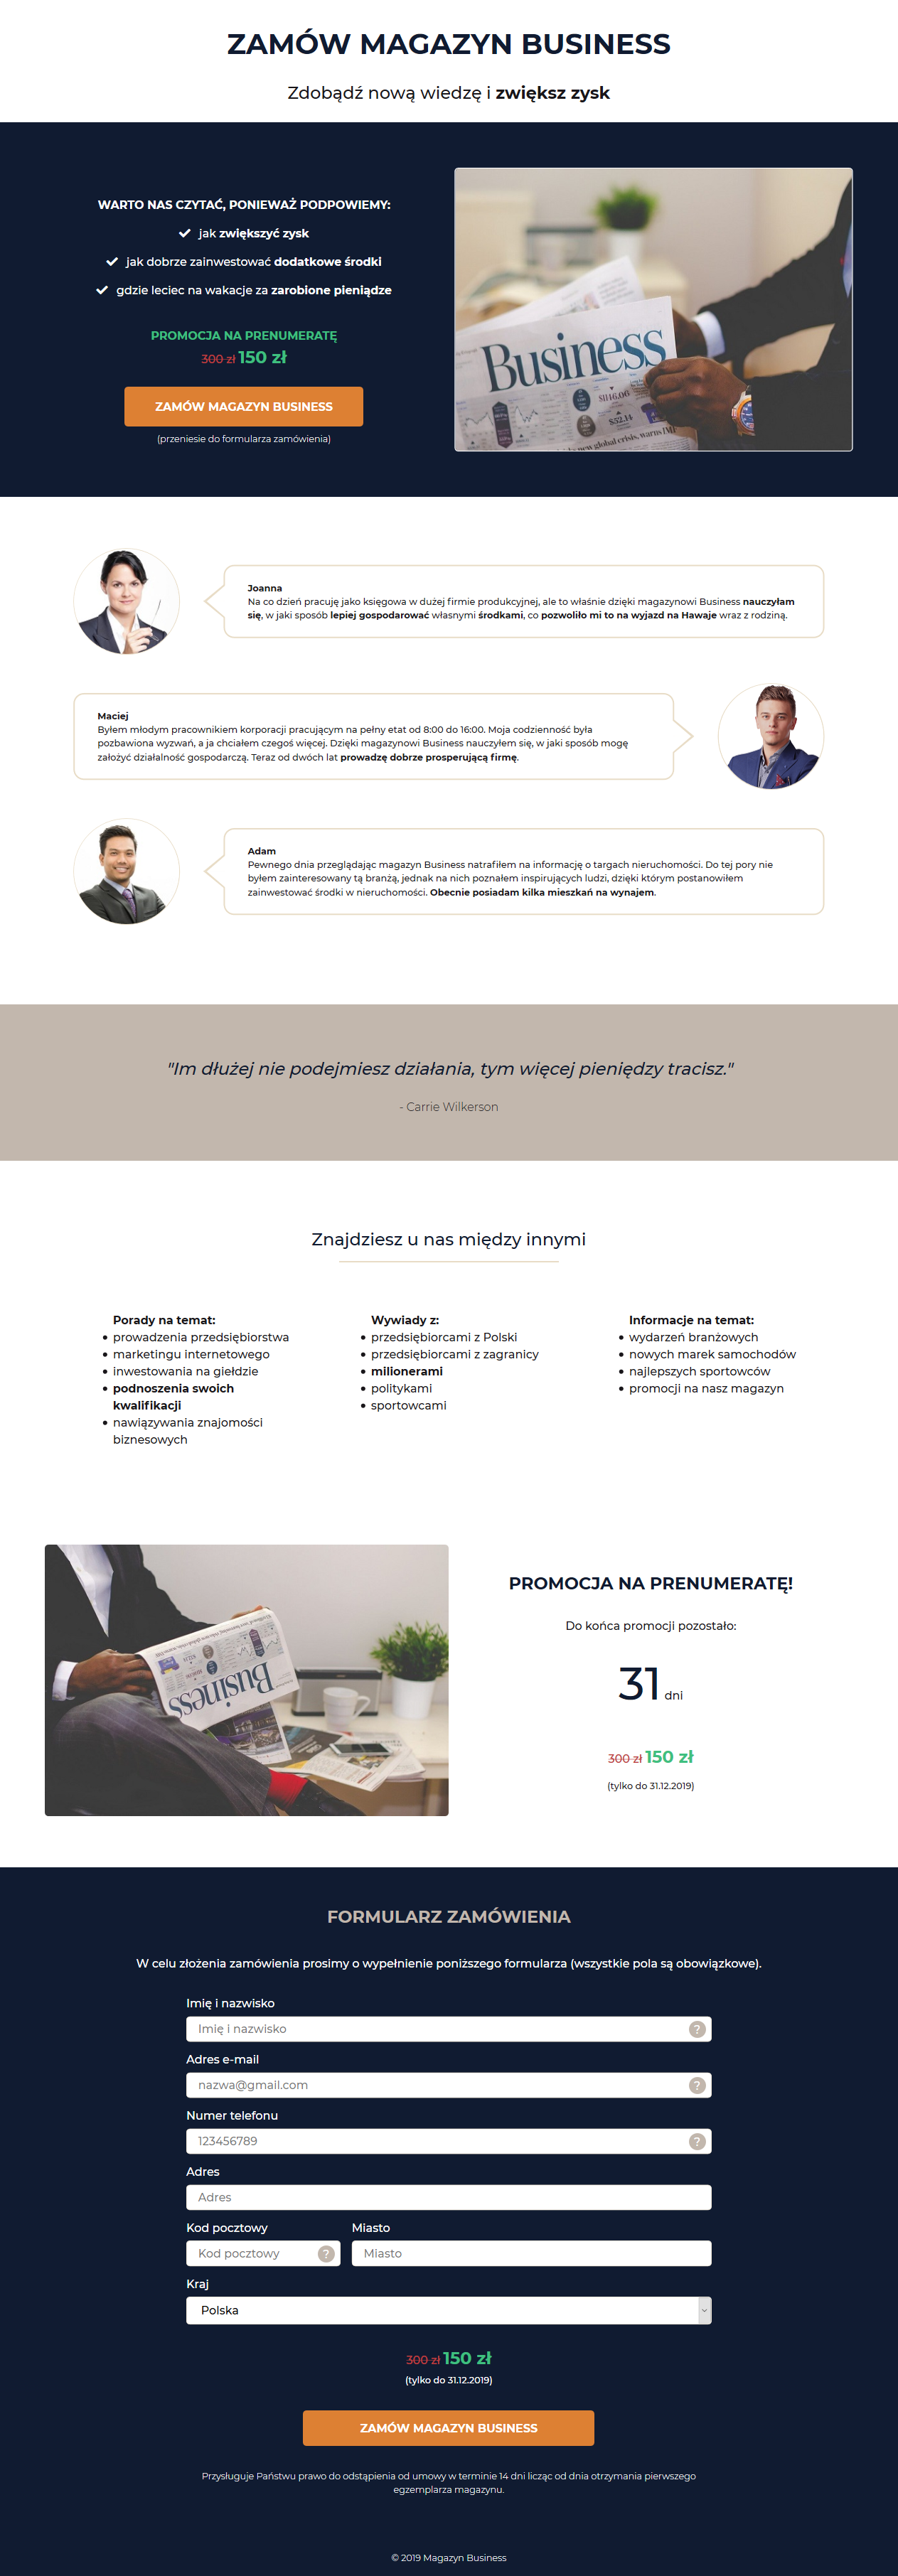 ZAMÓW MAGAZYN BUSINESS
Zdobądź nową wiedzę i zwiększ zysk
WARTO NAS CZYTAĆ, PONIEWAŻ PODPOWIEMY:
jak zwiększyć zysk
jak dobrze zainwestować dodatkowe środki
gdzie leciec na wakacje za zarobione pieniądze
PROMOCJA NA PRENUMERATĘ
300 zł 150 zł
ZAMÓW MAGAZYN BUSINESS
(przeniesie do formularza zamówienia)
Business
$1146.06
$52.14
new global crisis, warns IMF
Joanna
Na co dzień pracuję jako księgowa w dużej firmie produkcyjnej, ale to właśnie dzięki magazynowi Business nauczyłam
się, w jaki sposób lepiej gospodarować własnymi środkami, co pozwoliło mi to na wyjazd na Hawaje wraz z rodziną.
Maciej
Byłem młodym pracownikiem korporacji pracującym na pełny etat od 8:00 do 16:00. Moja codzienność była
pozbawiona wyzwań, a ja chciałem czegoś więcej. Dzięki magazynowi Business nauczyłem się, w jaki sposób mogę
założyć działalność gospodarczą. Teraz od dwóch lat prowadzę dobrze prosperującą firmę.
Adam
Pewnego dnia przeglądając magazyn Business natrafiłem na informację o targach nieruchomości. Do tej pory nie
byłem zainteresowany tą branżą, jednak na nich poznałem inspirujących ludzi, dzięki którym postanowiłem
zainwestować środki w nieruchomości. Obecnie posiadam kilka mieszkań na wynajem.
"Im dłużej nie podejmiesz działania, tym więcej pieniędzy tracisz."
- Carrie Wilkerson
Znajdziesz u nas między innymi
Porady na temat:
• prowadzenia przedsiębiorstwa
• marketingu internetowego
• inwestowania na giełdzie
• podnoszenia swoich
kwalifikacji
• nawiązywania znajomości
biznesowych
Wywiady z:
• przedsiębiorcami z Polski
• przedsiębiorcami z zagranicy
• milionerami
• politykami
• sportowcami
Informacje na temat:
• wydarzeń branżowych
• nowych marek samochodów
• najlepszych sportowców
• promocji na nasz magazyn
Business
PROMOCJA NA PRENUMERATĘ!
Do końca promocji pozostało:
31 dni
300 zł 150 zł
(tylko do 31.12.2019)
FORMULARZ ZAMÓWIENIA
W celu złożenia zamówienia prosimy o wypełnienie poniższego formularza (wszystkie pola są obowiązkowe).
Imię i nazwisko
Imię i nazwisko ?
Adres e-mail
nazwa@gmail.com ?
Numer telefonu
123456789 ?
Adres
Adres
Kod pocztowy Miasto
Kod pocztowy ? Miasto
Kraj
Polska
300 zł 150 zł
(tylko do 31.12.2019)
ZAMÓW MAGAZYN BUSINESS
Przysługuje Państwu prawo do odstąpienia od umowy w terminie 14 dni licząc od dnia otrzymania pierwszego
egzemplarza magazynu.
© 2019 Magazyn Business